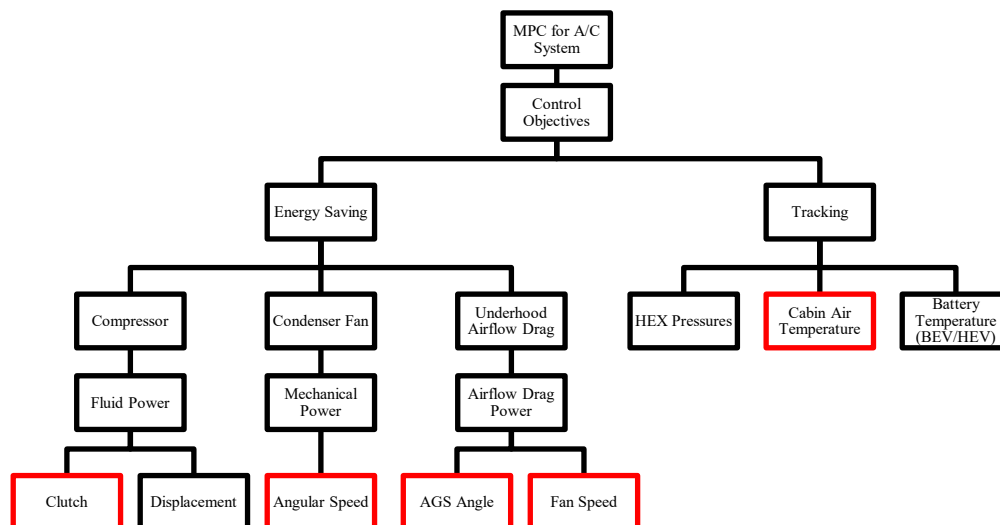 MPC for A/C
System
Control
Objectives
Energy Saving
Tracking
Compressor
Condenser Fan
Underhood
Airflow Drag
HEX Pressures
Cabin Air
Temperature
Battery
Temperature
(BEV/HEV)
Fluid Power
Mechanical
Power
Airflow Drag
Power
Clutch
Displacement
Angular Speed
AGS Angle
Fan Speed